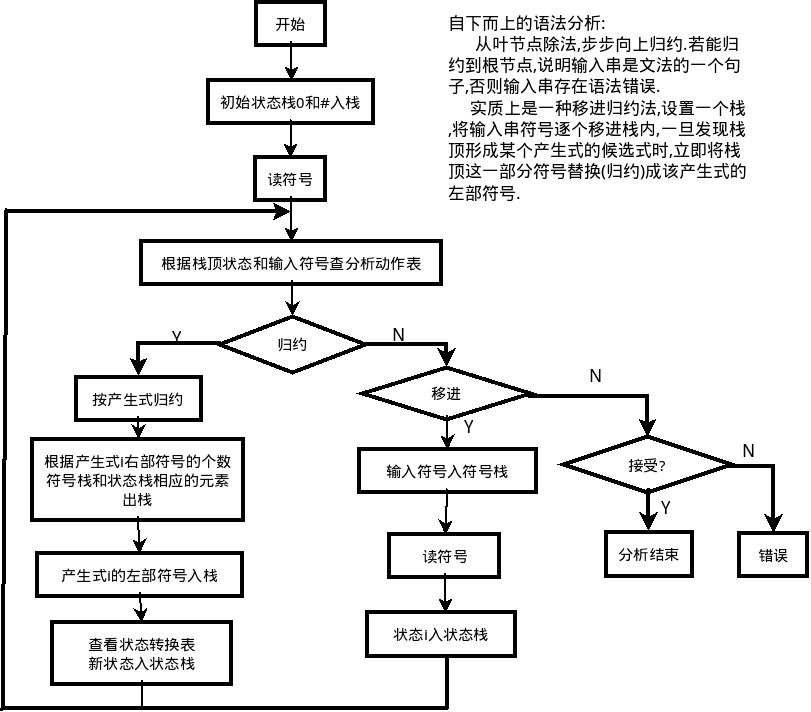 开始
自下而上的语法分析:
从叶节点除法,步步向上归约.若能归
约到根节点,说明输入串是文法的一个句
子,否则输入串存在语法错误.
实质上是一种移进归约法,设置一个栈
,将输入串符号逐个移进栈内,一旦发现栈
顶形成某个产生式的候选式时,立即将栈
顶这一部分符号替换(归约)成该产生式的
左部符号.
初始状态栈0和#入栈
读符号
根据栈顶状态和输入符号查分析动作表
归约
Y
N
按产生式归约
移进
Y
N
根据产生式i右部符号的个数
符号栈和状态栈相应的元素
出栈
输入符号入符号栈
接受?
Y
N
产生式i的左部符号入栈
读符号
分析结束
错误
查看状态转换表
新状态入状态栈
状态i入状态栈